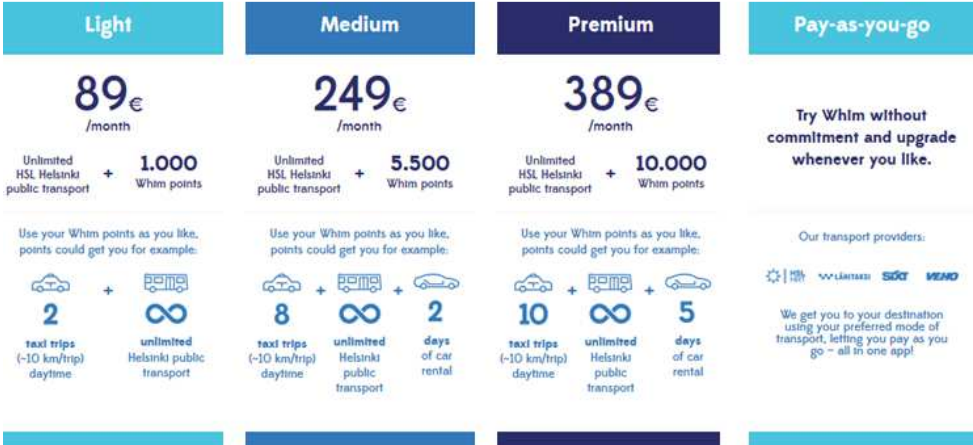 Light
89€
/month
Unlimited
HSL Helsinki
public transport
+
1.000
Whim points
Use your Whim points as you like,
points could get you for example:
+
2
taxi trips
(~10 km/trip)
daytime
∞
unlimited
Helsinki public
transport
Medium
249€
/month
Unlimited
HSL Helsinki
public transport
+
5.500
Whim points
Use your Whim points as you like,
points could get you for example:
+
+
8
taxi trips
(~10 km/trip)
daytime
∞
unlimited
Helsinki
public
transport
2
days
of car
rental
Premium
389€
/month
Unlimited
HSL Helsinki
public transport
+
10.000
Whim points
Use your Whim points as you like,
points could get you for example:
+
+
10
taxi trips
(~10 km/trip)
daytime
∞
unlimited
Helsinki
public
transport
5
days
of car
rental
Pay-as-you-go
Try Whim without
commitment and upgrade
whenever you like.
Our transport providers:
HSL HRT
LÄHITAKSI
SIXT
VEHO
We get you to your destination
using your preferred mode of
transport, letting you pay as you
go – all in one app!